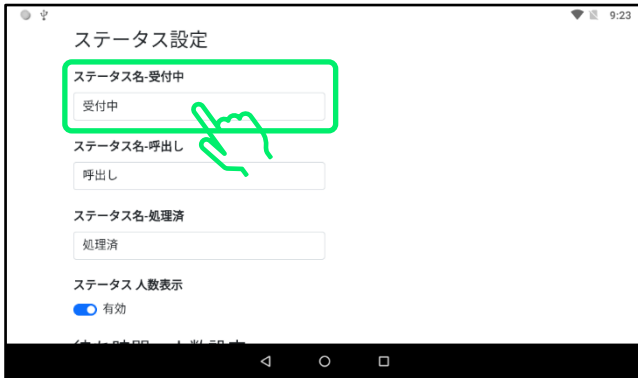 9:23
ステータス設定
ステータス名-受付中
受付中
ステータス名-呼出し
呼出し
ステータス名-処理済
処理済
ステータス 人数表示
有効